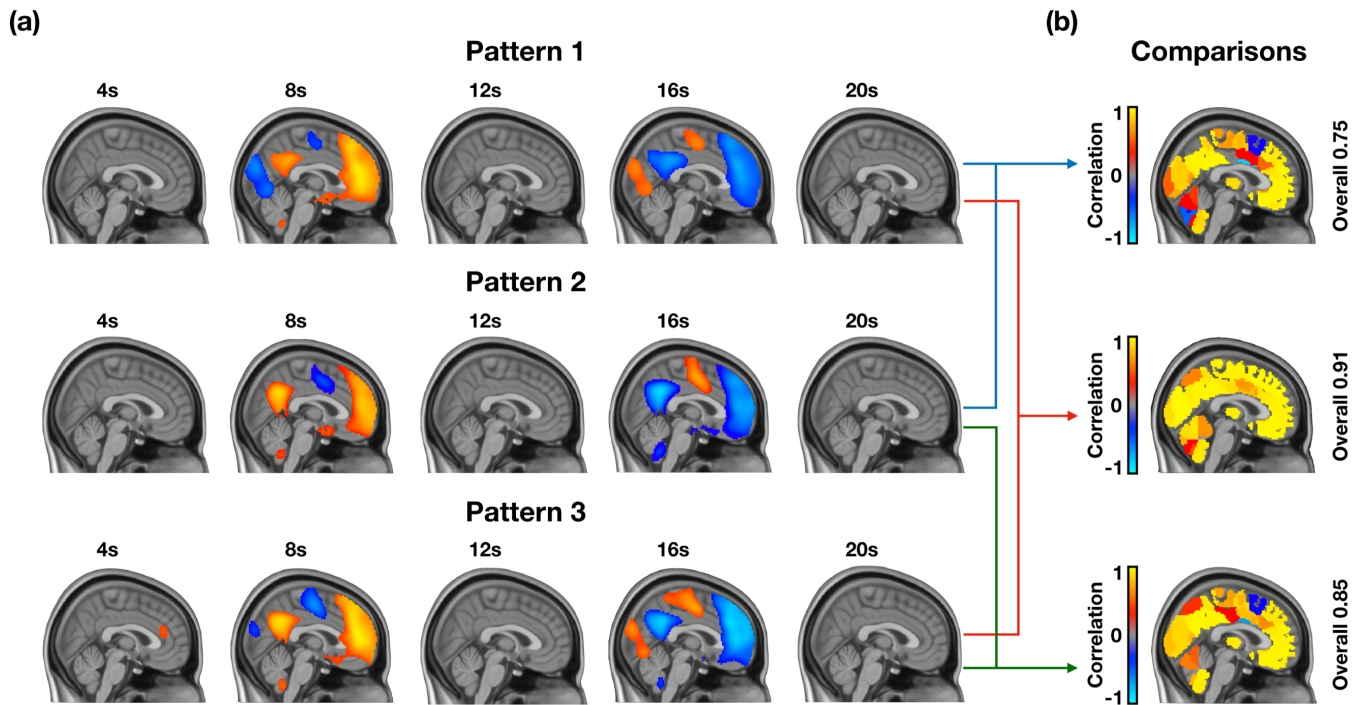 (a)
(b)
Pattern 1
Comparisons
4s 8s 12s 16s 20s
1
0
-1
Correlation
Overall 0.75
Pattern 2
4s 8s 12s 16s 20s
1
0
-1
Correlation
Overall 0.91
Pattern 3
4s 8s 12s 16s 20s
1
0
-1
Correlation
Overall 0.85